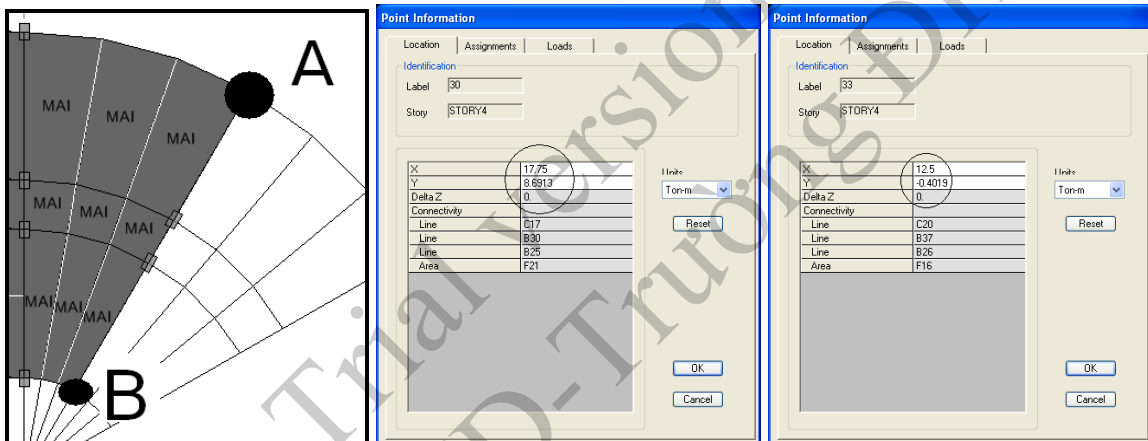 A
MAI
MAI
MAI
MAI
MAI
MAI
MAI
MAI
MAI
B
Point Information
Location
Assignments
Loads
Identification
Label
30
Story
STORY4
X
17.75
Y
8.6913
Delta Z
0.
Connectivity
Line
C17
Line
B30
Line
B25
Area
F21
Units
Ton-m
Reset
OK
Cancel
Point Information
Location
Assignments
Loads
Identification
Label
33
Story
STORY4
X
12.5
Y
-0.4019
Delta Z
0.
Connectivity
Line
C20
Line
B37
Line
B26
Area
F16
Units
Ton-m
Reset
OK
Cancel
Trial Version
D-Trường